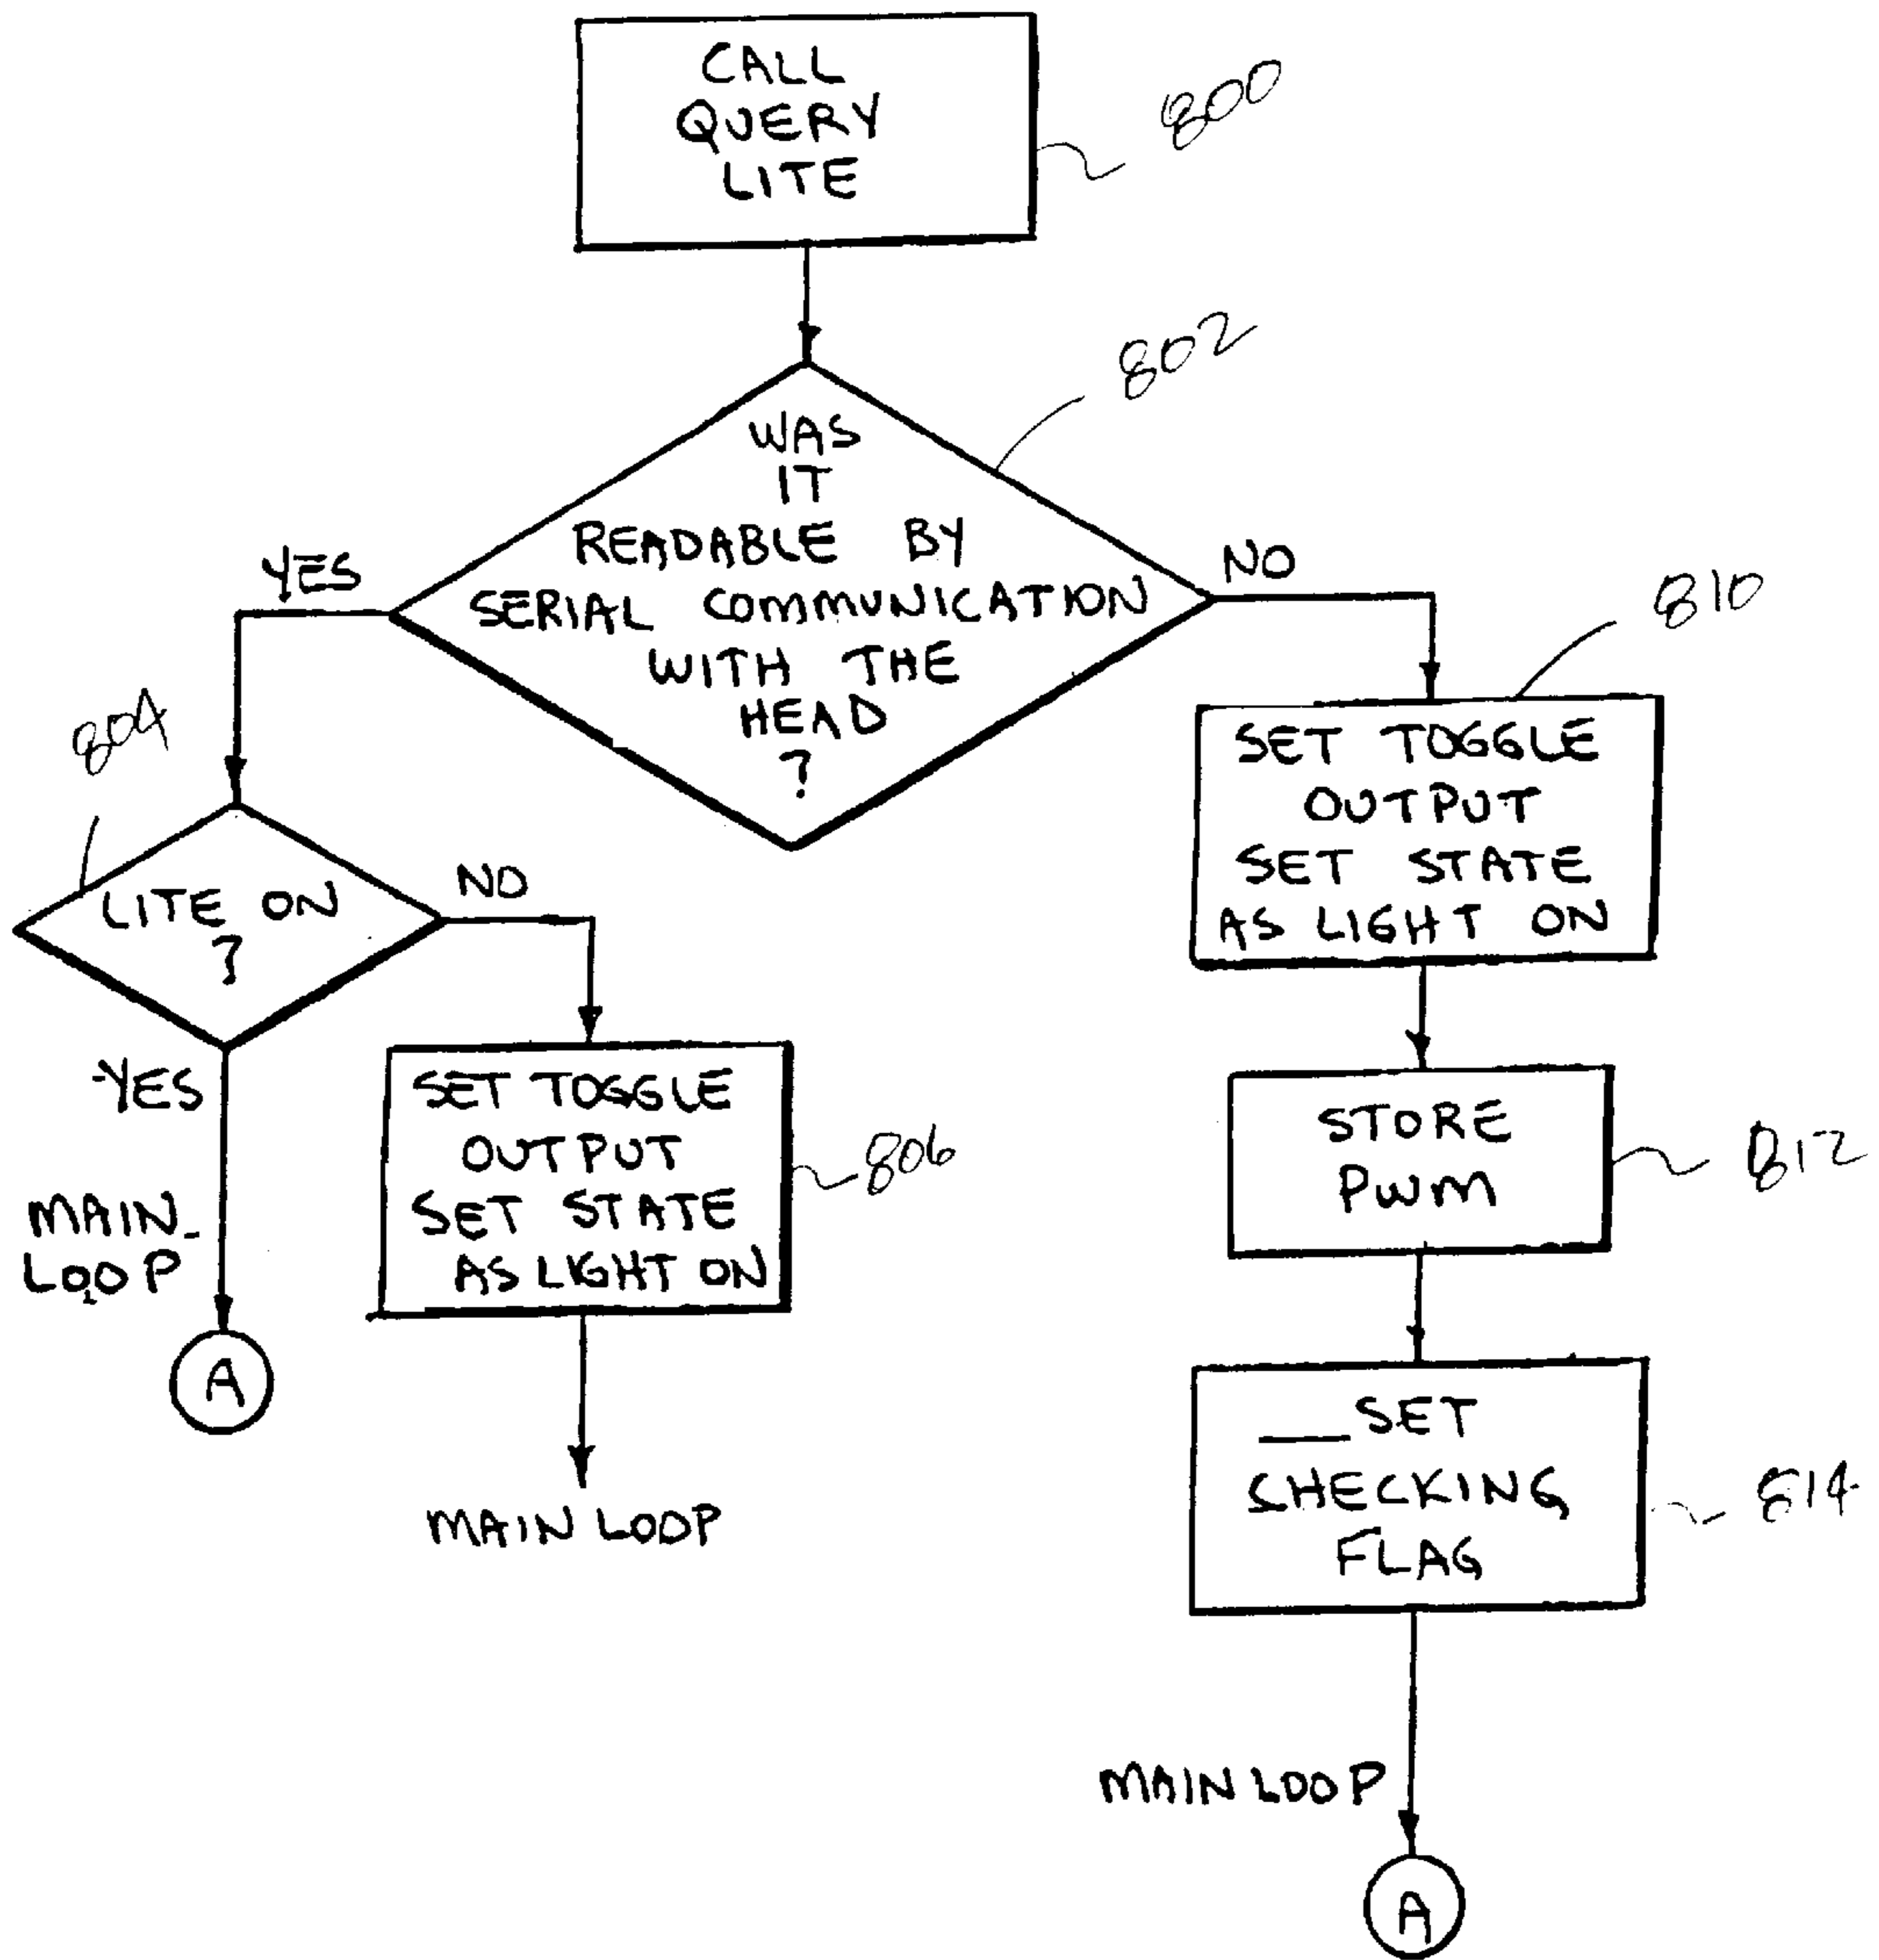 CALL
QUERY
LITE
800
802
WAS
IT
READABLE BY
SERIAL COMMUNICATION
WITH THE
HEAD
?
YES
NO
804
810
LITE ON
?
NO
YES
MAIN
LOOP
A
SET TOGGLE
OUTPUT
SET STATE
AS LIGHT ON
806
MAIN LOOP
SET TOGGLE
OUTPUT
SET STATE
AS LIGHT ON
STORE
PWM
812
SET
CHECKING
FLAG
814
MAIN LOOP
A